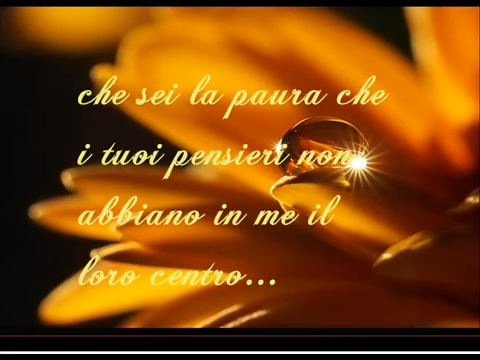 che sei la paura che
i tuoi pensieri non
abbiano in me il
loro centro...